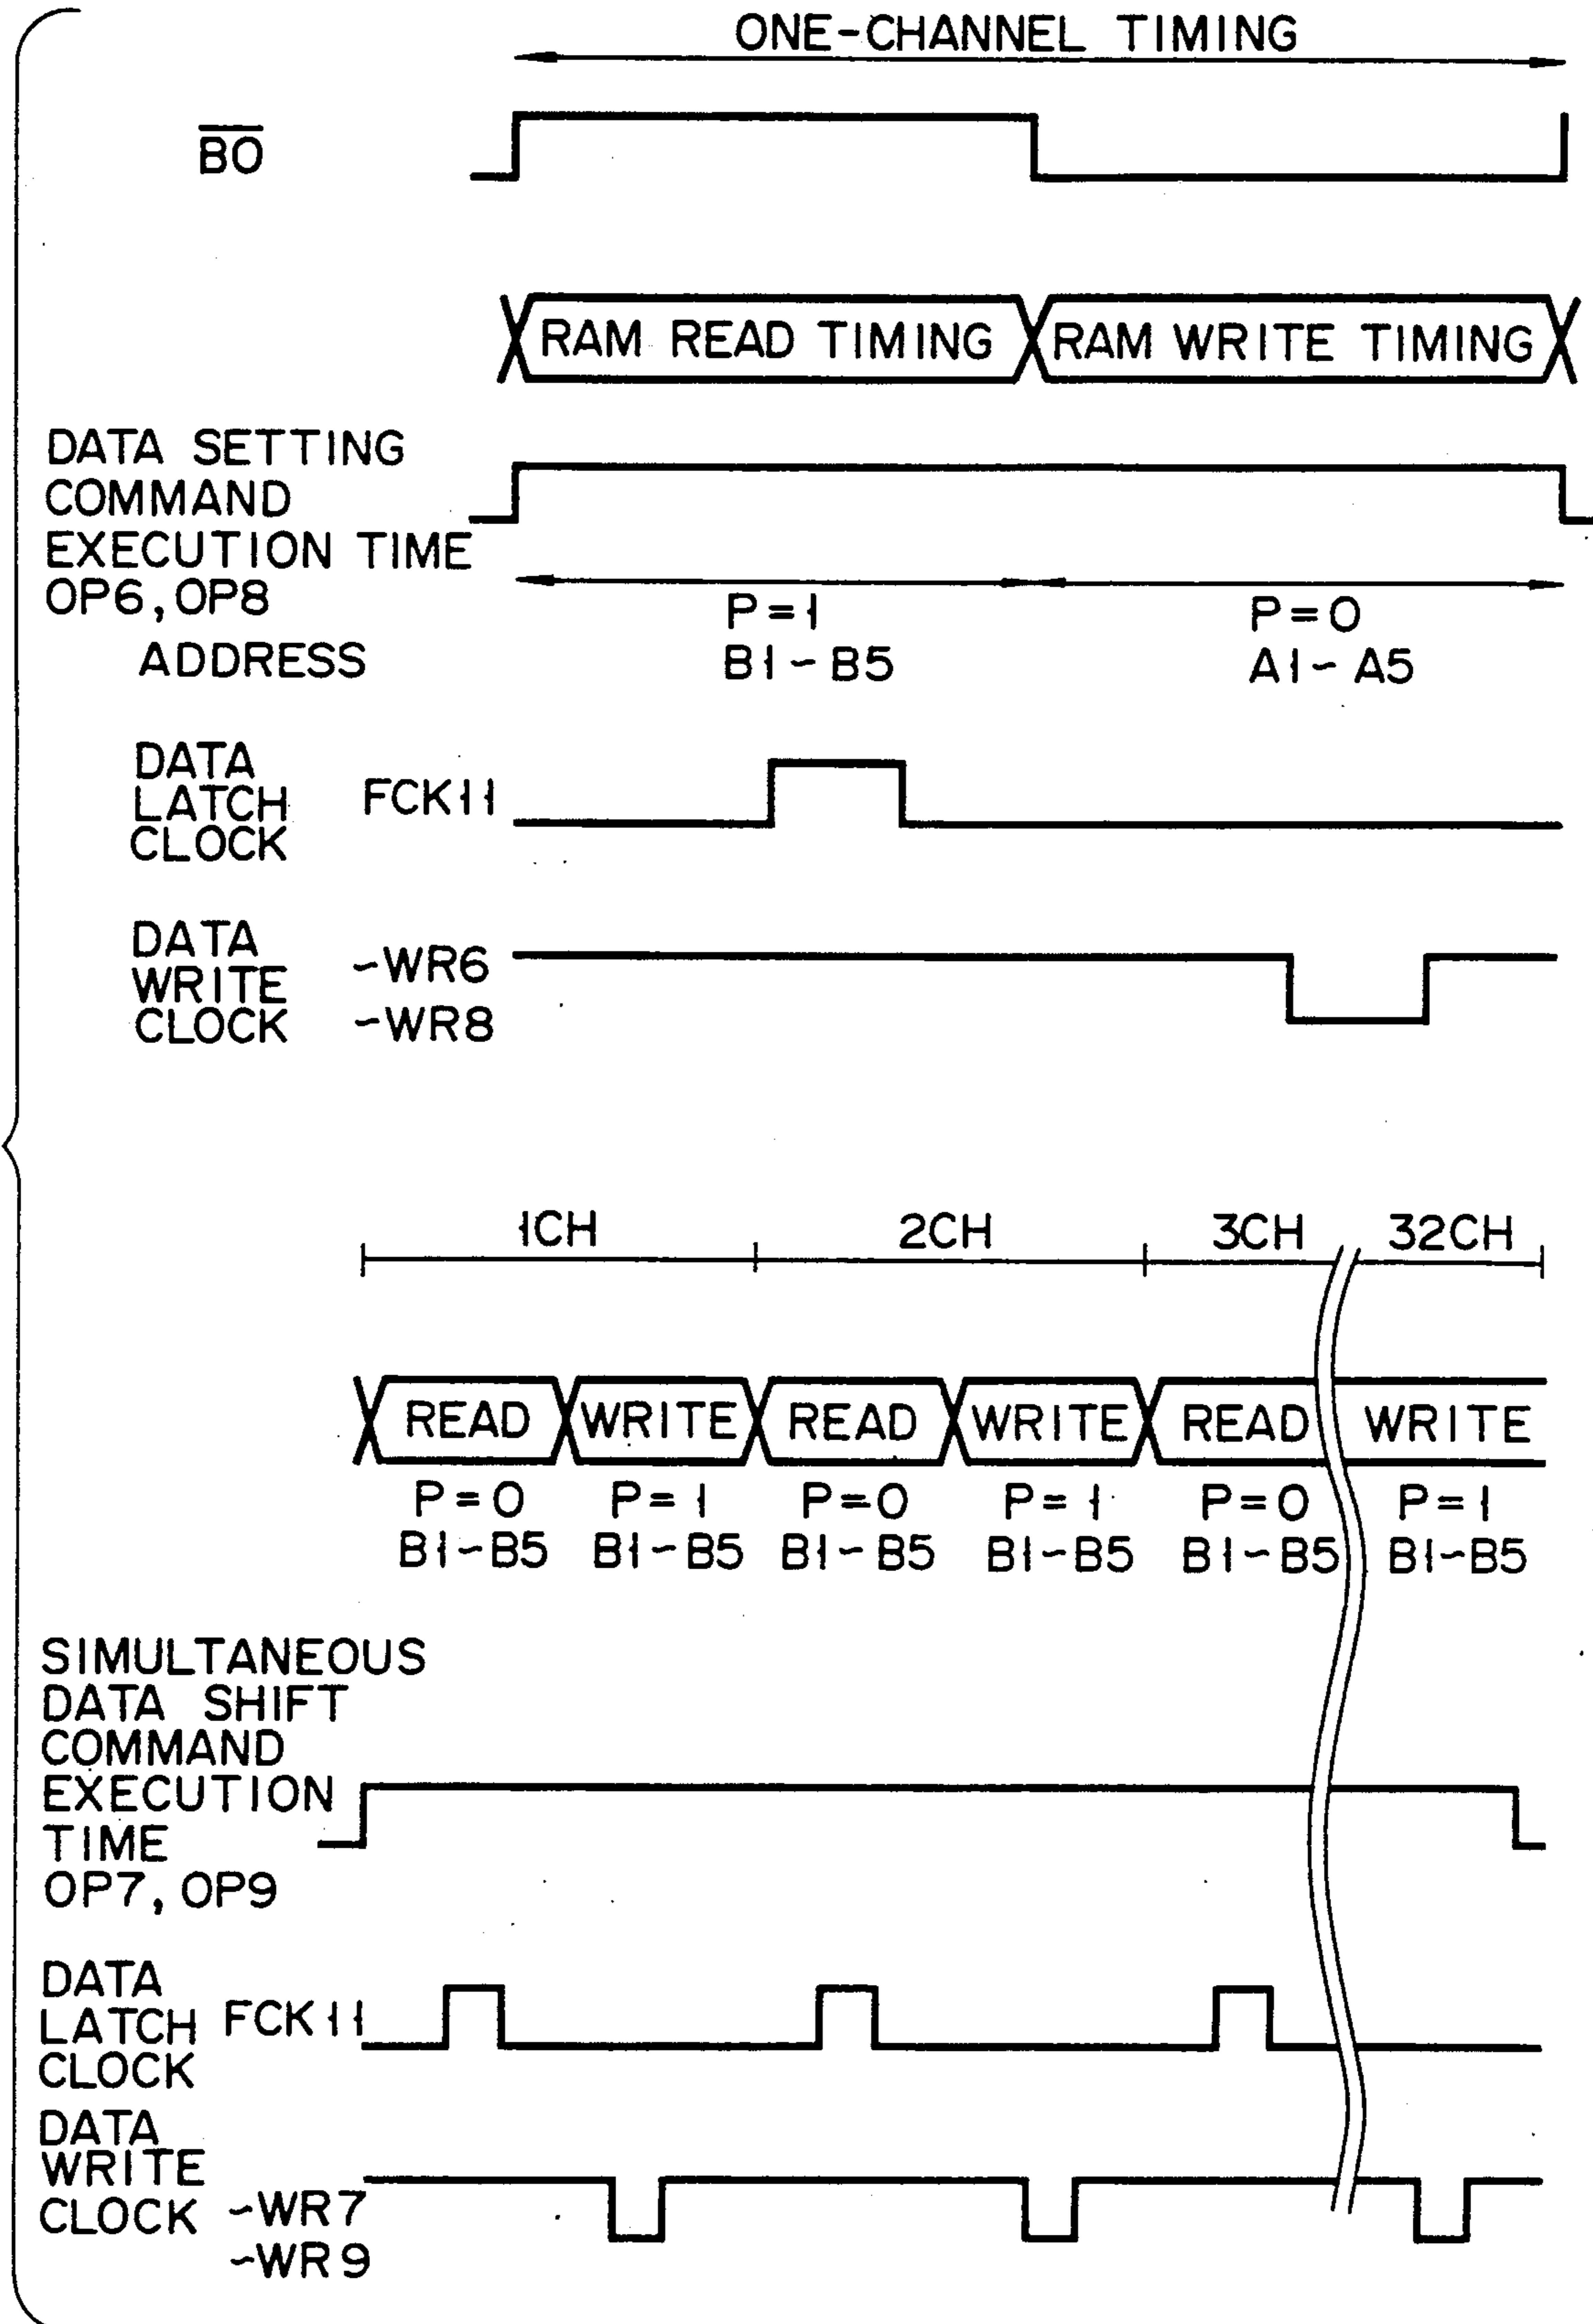 ONE-CHANNEL TIMING
B0
RAM READ TIMING RAM WRITE TIMING
DATA SETTING
COMMAND
EXECUTION TIME
OP6, OP8
P=1 P=0
ADDRESS B1~B5 A1~A5
DATA
LATCH FCK11
CLOCK
DATA
WRITE ~WR6
CLOCK ~WR8
1CH 2CH 3CH 32CH
READ WRITE READ WRITE READ WRITE
P=0 P=1 P=0 P=1 P=0 P=1
B1~B5 B1~B5 B1~B5 B1~B5 B1~B5 B1~B5
SIMULTANEOUS
DATA SHIFT
COMMAND
EXECUTION
TIME
OP7, OP9
DATA
LATCH FCK11
CLOCK
DATA
WRITE
CLOCK ~WR7
~WR9